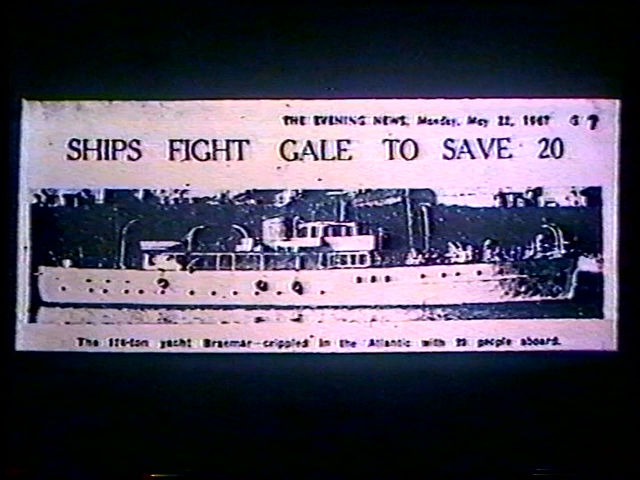 THE EVENING NEWS, Monday, May 22, 1967
SHIPS FIGHT GALE TO SAVE 20
The yacht Braemar crippled in the Atlantic with people aboard.